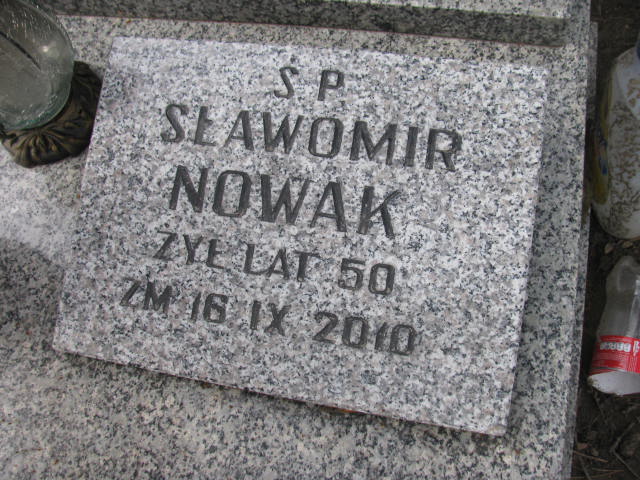 S P
SŁAWOMIR
NOWAK
ŻYŁ LAT 50
ZM 16 IX 2010